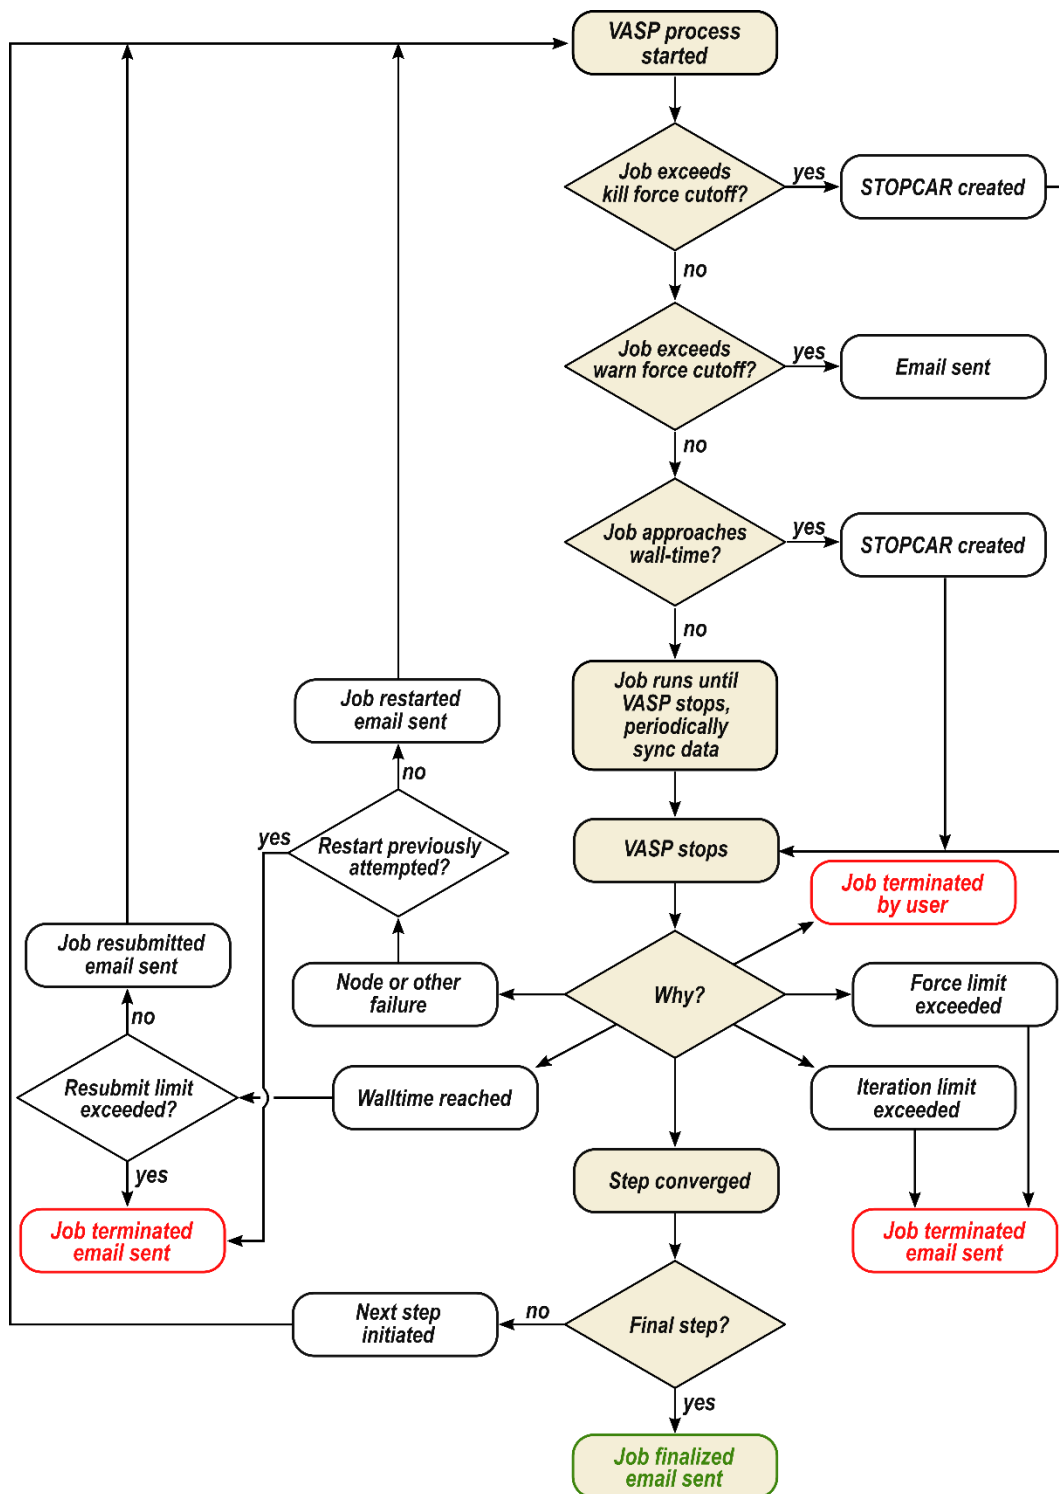 VASP process
started
Job exceeds
kill force cutoff?
yes
STOPCAR created
no
Job exceeds
warn force cutoff?
yes
Email sent
no
Job approaches
wall-time?
yes
STOPCAR created
no
Job runs until
VASP stops,
periodically
sync data
Job restarted
email sent
no
Restart previously
attempted?
yes
VASP stops
Job terminated
by user
Job resubmitted
email sent
Node or other
failure
Why?
Force limit
exceeded
no
Resubmit limit
exceeded?
Walltime reached
Iteration limit
exceeded
yes
Step converged
Job terminated
email sent
Job terminated
email sent
Next step
initiated
no
Final step?
yes
Job finalized
email sent